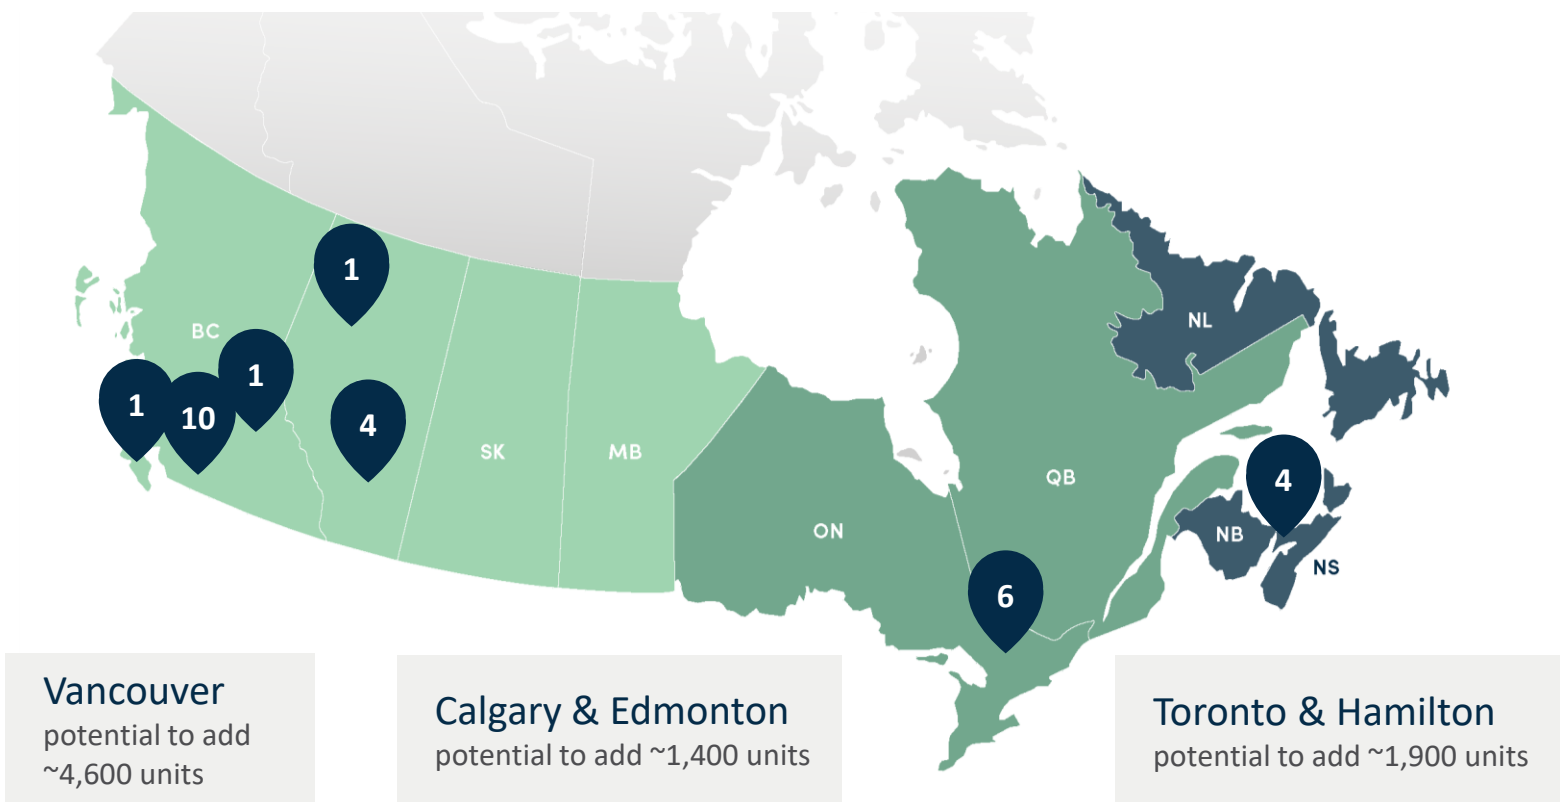 1
BC
1
1
10
4
SK
MB
ON
QB
NL
6
4
NB
NS
Vancouver
potential to add
~4,600 units
Calgary & Edmonton
potential to add ~1,400 units
Toronto & Hamilton
potential to add ~1,900 units